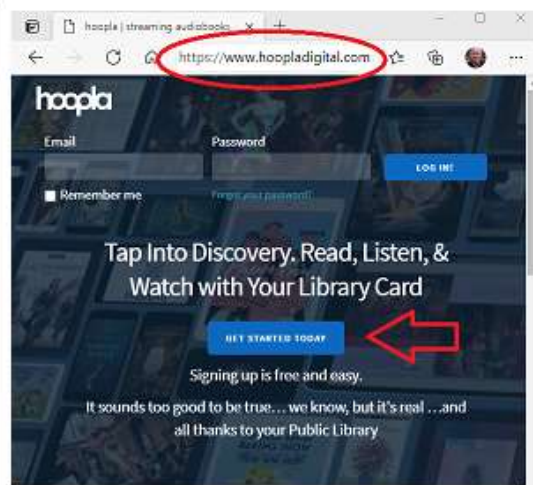 hoopla | streaming audiobooks,
https://www.hoopladigital.com
hoopla
Email
Password
LOG IN!
Remember me
Forgot your password?
Tap Into Discovery. Read, Listen, &
Watch with Your Library Card
GET STARTED TODAY
Signing up is free and easy.
It sounds too good to be true... we know, but it's real ...and
all thanks to your Public Library